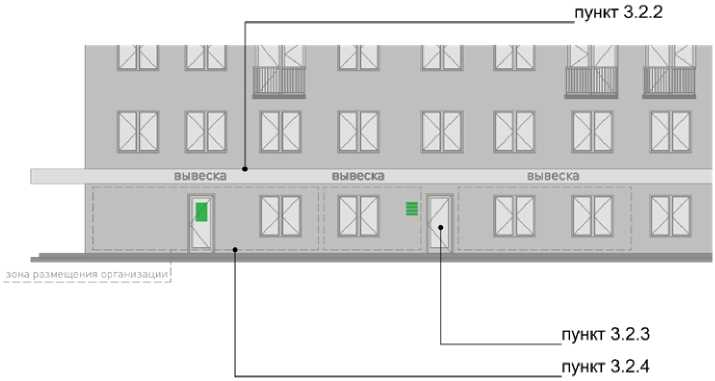 пункт 3.2.2
вывеска вывеска вывеска
зона размещения организации
пункт 3.2.3
пункт 3.2.4